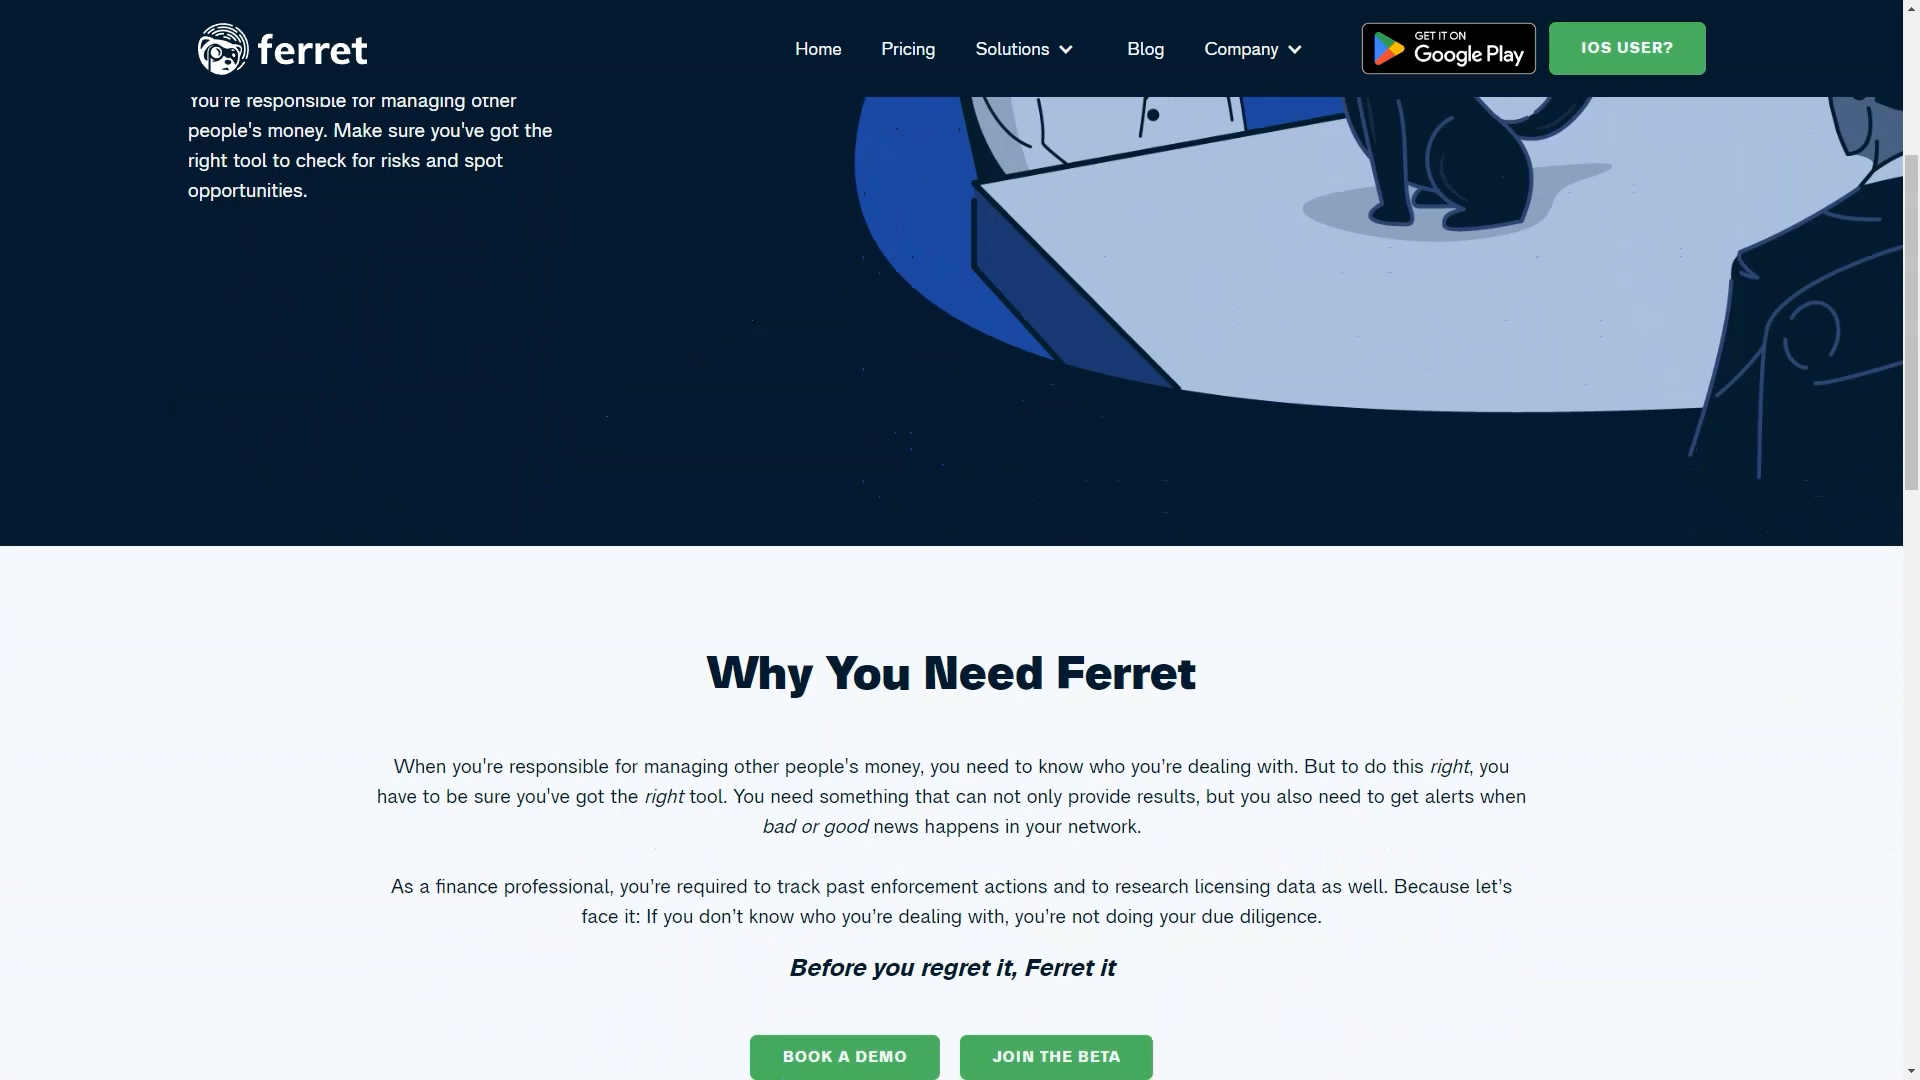 ferret
Home
Pricing
Solutions
Blog
Company
GET IT ON
Google Play
IOS USER?
You're responsible for managing other
people's money. Make sure you've got the
right tool to check for risks and spot
opportunities.
Why You Need Ferret
When you're responsible for managing other people's money, you need to know who you’re dealing with. But to do this right, you
have to be sure you've got the right tool. You need something that can not only provide results, but you also need to get alerts when
bad or good news happens in your network.
As a finance professional, you’re required to track past enforcement actions and to research licensing data as well. Because let’s
face it: If you don’t know who you’re dealing with, you’re not doing your due diligence.
Before you regret it, Ferret it
BOOK A DEMO
JOIN THE BETA